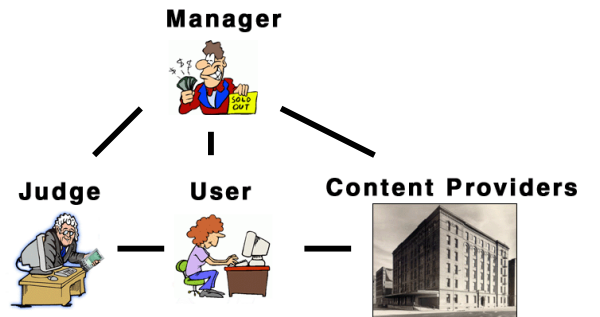 Manager
$ $ $
SOLD
OUT
Judge
User
Content Providers